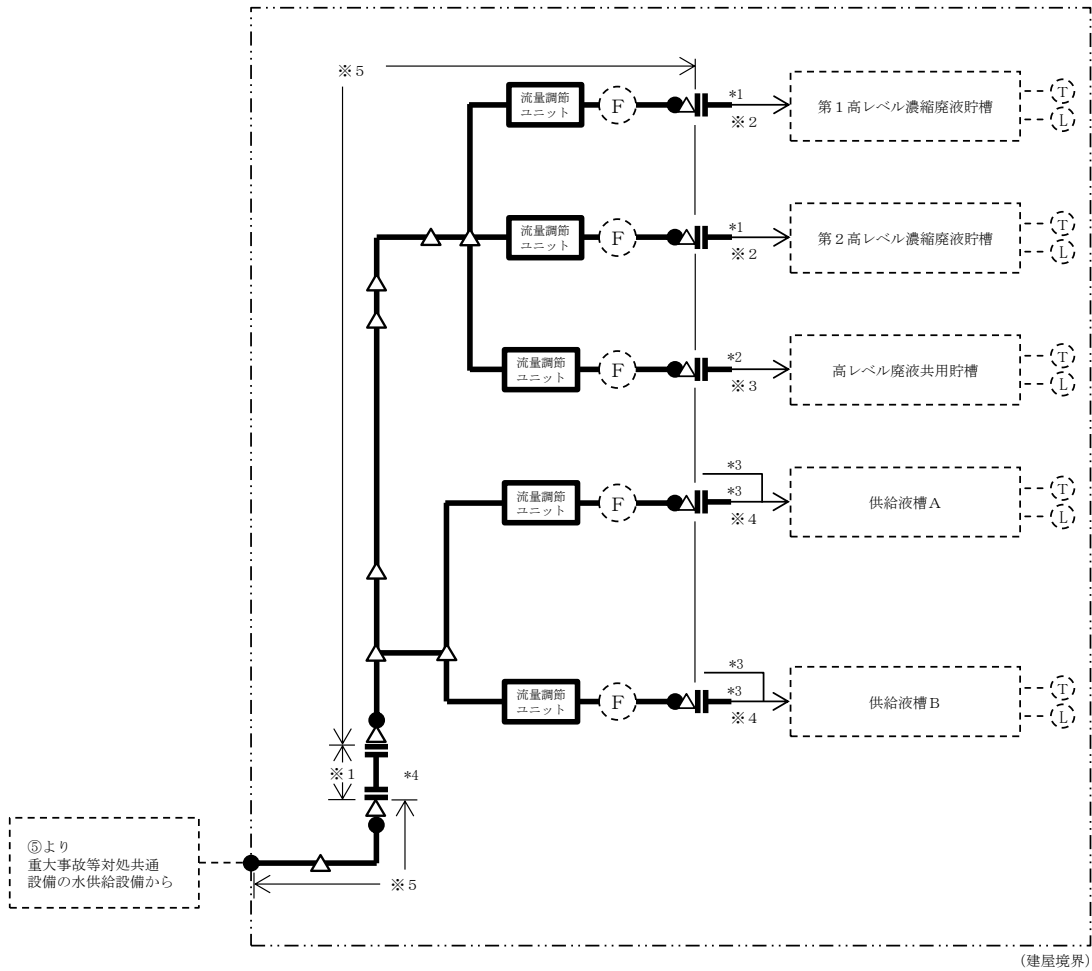 ※５
流量調節
ユニット
F
*1
※２
第１高レベル濃縮廃液貯槽
T
L
流量調節
ユニット
F
*1
※２
第２高レベル濃縮廃液貯槽
T
L
流量調節
ユニット
F
*2
※３
高レベル廃液共用貯槽
T
L
流量調節
ユニット
F
*3
*3
※４
供給液槽A
T
L
流量調節
ユニット
F
*3
*3
※４
供給液槽B
T
L
※１
*4
⑤より
重大事故等対処共通
設備の水供給設備から
※５
(建屋境界)